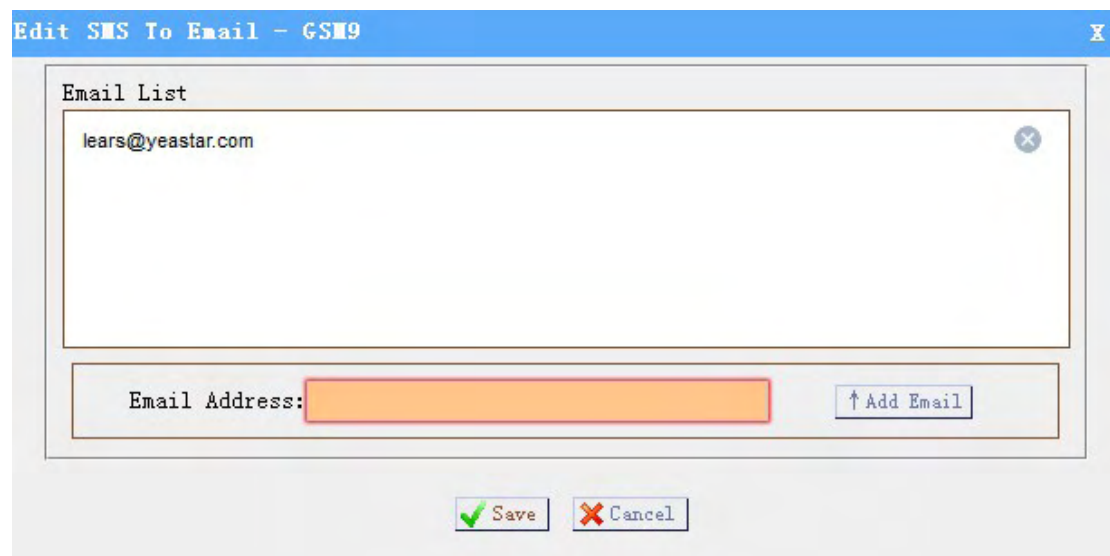 Edit SMS To Email - GSM9 X
Email List
lears@yeastar.com
Email Address: ↑Add Email
Save Cancel